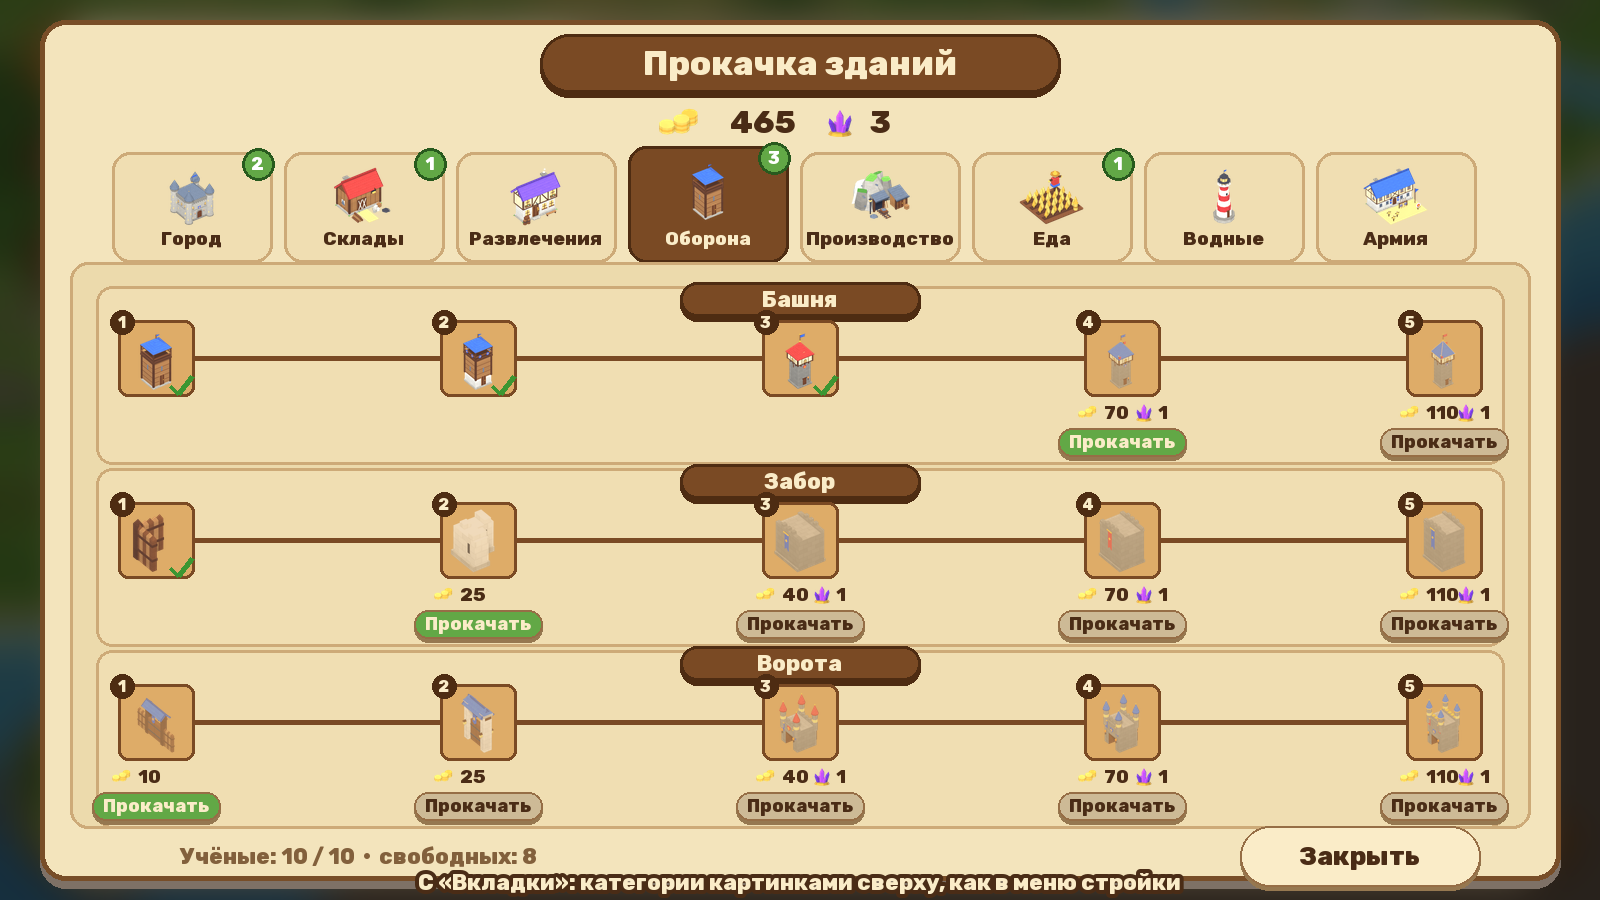 Прокачка зданий
465 3
2 1 3 1
Город Склады Развлечения Оборона Производство Еда Водные Армия
Башня
1 2 3 4 5
70 1 110 1
Прокачать Прокачать
Забор
1 2 3 4 5
25 40 1 70 1 110 1
Прокачать Прокачать Прокачать Прокачать
Ворота
1 2 3 4 5
10 25 40 1 70 1 110 1
Прокачать Прокачать Прокачать Прокачать Прокачать
Учёные: 10 / 10 • свободных: 8
Закрыть
С «Вкладки»: категории картинками сверху, как в меню стройки